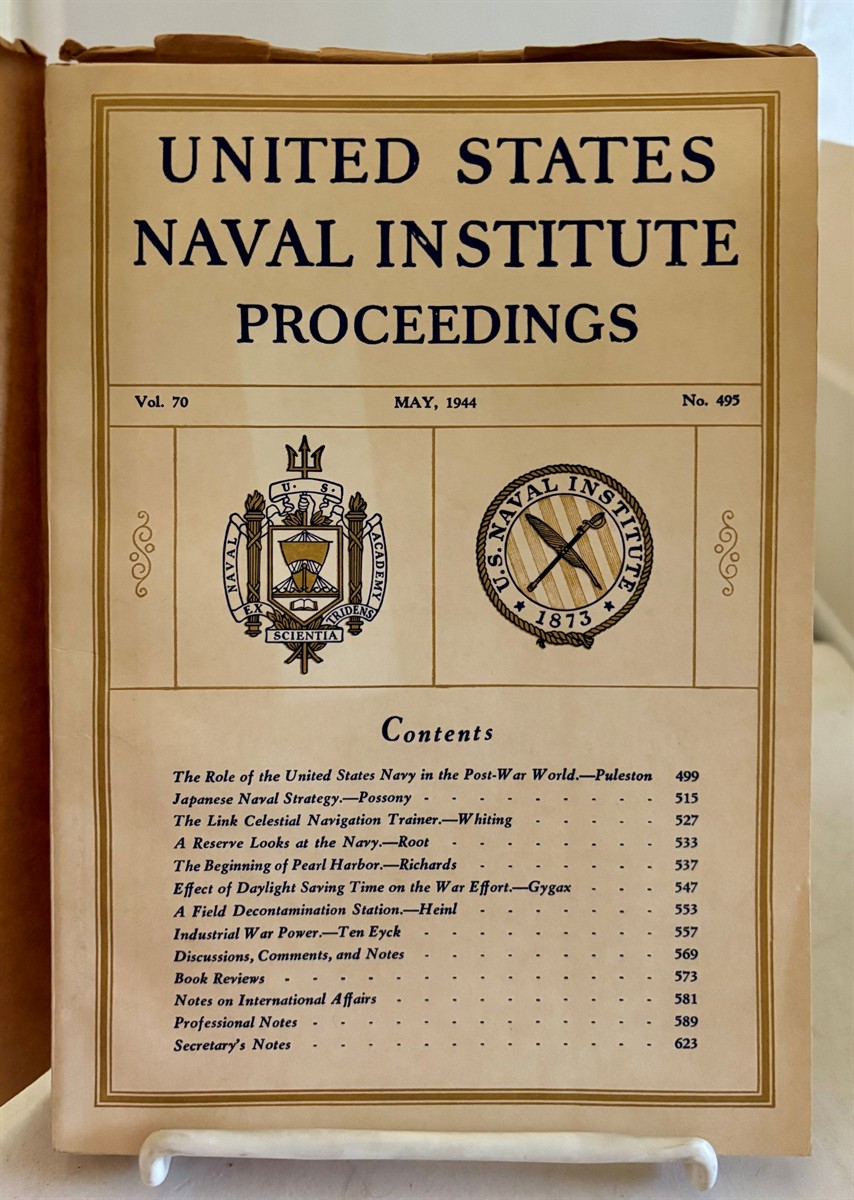 UNITED STATES
NAVAL INSTITUTE
PROCEEDINGS
Vol. 70 MAY, 1944 No. 495
U. S.
NAVAL ACADEMY
EX SCIENTIA TRIDENS
U.S. NAVAL INSTITUTE
1873
Contents
The Role of the United States Navy in the Post-War World.—Puleston 499
Japanese Naval Strategy.—Possony - - - - - - - - - 515
The Link Celestial Navigation Trainer.—Whiting - - - - - 527
A Reserve Looks at the Navy.—Root - - - - - - - - 533
The Beginning of Pearl Harbor.—Richards - - - - - - - 537
Effect of Daylight Saving Time on the War Effort.—Gygax - - - 547
A Field Decontamination Station.—Heinl - - - - - - - 553
Industrial War Power.—Ten Eyck - - - - - - - - - 557
Discussions, Comments, and Notes - - - - - - - - - 569
Book Reviews - - - - - - - - - - - - - - 573
Notes on International Affairs - - - - - - - - - - 581
Professional Notes - - - - - - - - - - - - - 589
Secretary's Notes - - - - - - - - - - - - - 623